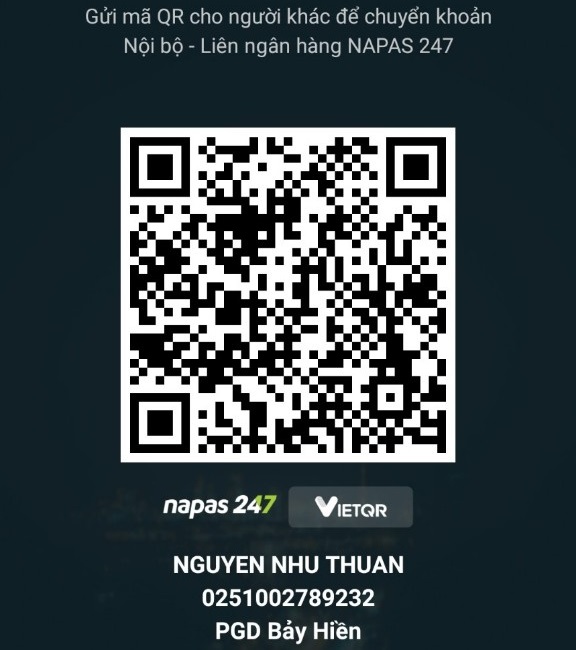 Gửi mã QR cho người khác để chuyển khoản
Nội bộ - Liên ngân hàng NAPAS 247
napas 247 VIETQR
NGUYEN NHU THUAN
0251002789232
PGD Bảy Hiền